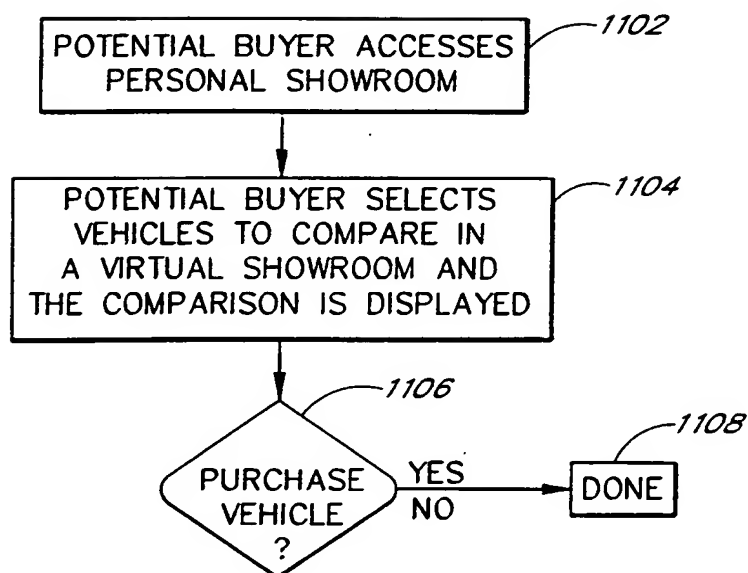 POTENTIAL BUYER ACCESSES
PERSONAL SHOWROOM
1102
POTENTIAL BUYER SELECTS
VEHICLES TO COMPARE IN
A VIRTUAL SHOWROOM AND
THE COMPARISON IS DISPLAYED
1104
1106
PURCHASE
VEHICLE
?
YES
NO
1108
DONE